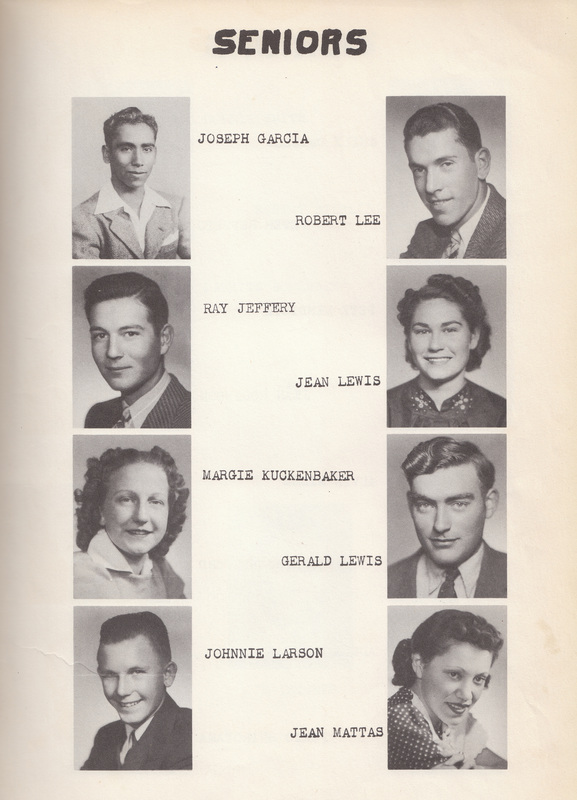 SENIORS
JOSEPH GARCIA
ROBERT LEE
RAY JEFFERY
JEAN LEWIS
MARGIE KUCKENBAKER
GERALD LEWIS
JOHNNIE LARSON
JEAN MATTAS